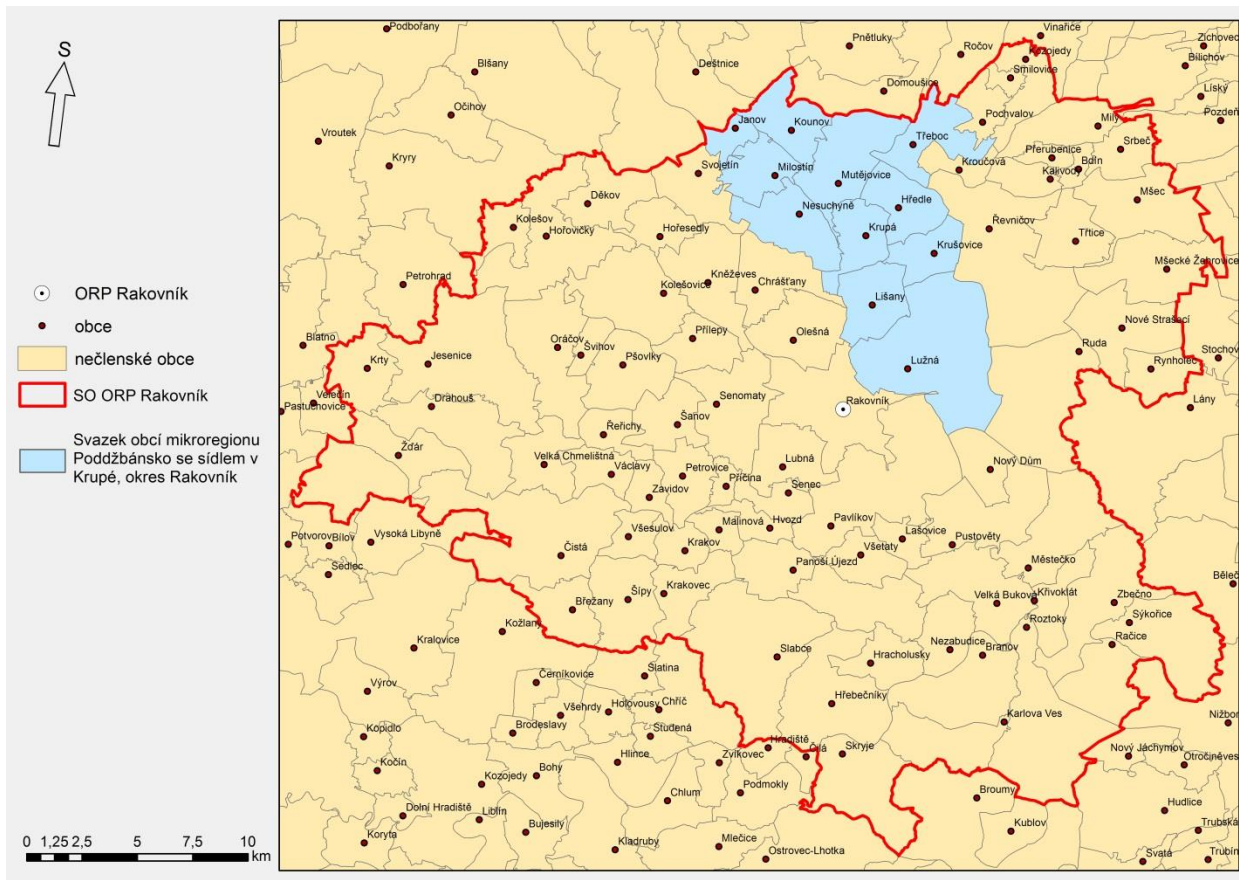 S
ORP Rakovník
obce
nečlenské obce
SO ORP Rakovník
Svazek obcí mikroregionu
Poddžbánsko se sídlem v
Krupé, okres Rakovník
0 1,25 2,5 5 7,5 10
km
Podbořany
Pnětluky
Vinařice
Ročov
Kozojedy
Zichovec
Bílichov
Blšany
Deštnice
Smilovice
Domoušice
Líský
Očihov
Pozdeň
Janov
Kounov
Pochvalov
Milý
Vroutek
Třeboc
Srbeč
Přerubenice
Kryry
Svojetín
Milostín
Mutějovice
Kroučová
Kalivody
Bdín
Mšec
Děkov
Nesuchyně
Hředle
Kolešov
Hořovičky
Hořesedly
Krupá
Řevničov
Třtice
Krušovice
Mšecké Žehrovice
Petrohrad
Kněževes
Kolešovice
Chrášťany
Lišany
Nové Strašecí
Blatno
Oráčov
Švihov
Přílepy
Olešná
Ruda
Stochov
Krty
Jesenice
Pšovlky
Lužná
Rynholec
Velečín
Pastuchovice
Drahouš
Senomaty
Rakovník
Lány
Šanov
Řeřichy
Žďár
Velká Chmelištná
Václavy
Petrovice
Příčina
Lubná
Nový Dům
Zavidov
Senec
Všesulov
Malinová
Hvozd
Pavlíkov
Lašovice
Pustověty
Potvorov
Bílov
Vysoká Libyně
Čistá
Krakov
Všetaty
Panoší Újezd
Městečko
Sedlec
Běleč
Břežany
Šípy
Krakovec
Velká Buková
Křivoklát
Zbečno
Sýkořice
Kožlany
Roztoky
Kralovice
Nezabudice
Branov
Račice
Slabce
Hracholusky
Výrov
Černíkovice
Slatina
Hřebečníky
Všehrdy
Holovousy
Chříč
Karlova Ves
Nižbor
Kopidlo
Brodeslavy
Studená
Hradiště
Čilá
Skryje
Nový Jáchymov
Otročiněves
Kočín
Kozojedy
Bohy
Hlince
Zvíkovec
Podmokly
Broumy
Chlum
Dolní Hradiště
Liblín
Hudlice
Koryta
Bujesily
Kublov
Trubská
Kladruby
Mlečice
Ostrovec-Lhotka
Svatá
Trubín